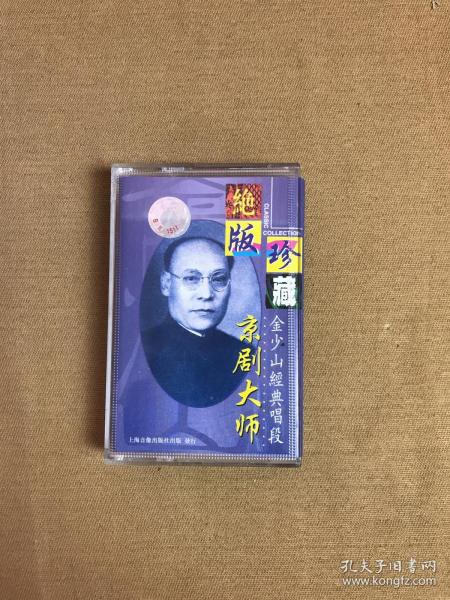 絶版珍藏
CLASSIC COLLECTION
京剧大师
金少山經典唱段
上海音像出版社出版 發行
孔夫子旧书网
www.kongfz.com